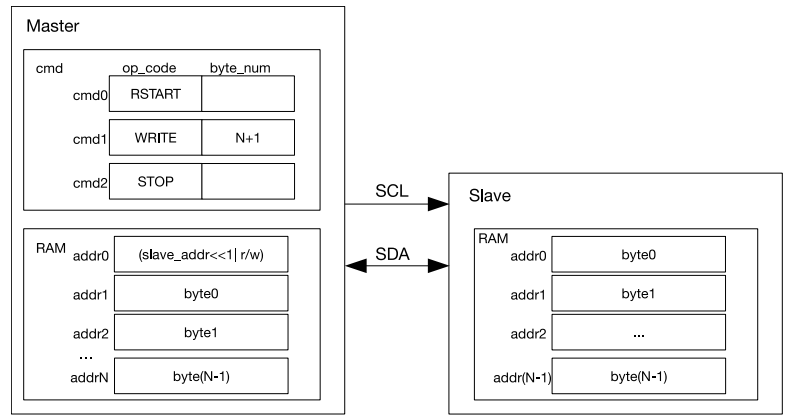 Master
cmd op_code byte_num
cmd0 RSTART
cmd1 WRITE N+1
cmd2 STOP
SCL
Slave
RAM addr0 (slave_addr<<1| r/w)
SDA
RAM addr0 byte0
addr1 byte0
addr1 byte1
addr2 byte1
addr2 ...
...
addrN byte(N-1)
addr(N-1) byte(N-1)